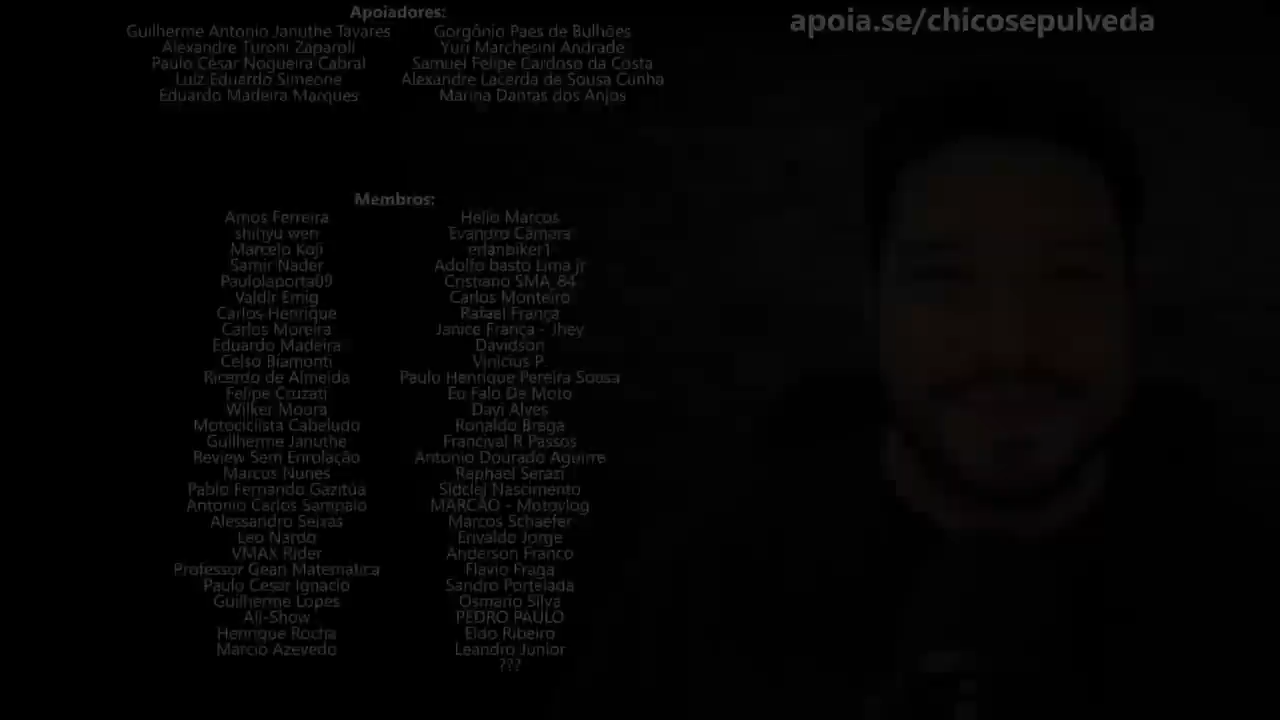 Apoiadores:
apoia.se/chicosepulveda
Guilherme Antonio Januthe Tavares
Gorgônio Paes de Bulhões
Alexandre Turoni Zaparoli
Yuri Marchesini Andrade
Paulo César Nogueira Cabral
Samuel Felipe Cardoso da Costa
Luiz Eduardo Simeone
Alexandre Lacerda de Sousa Cunha
Eduardo Madeira Marques
Marina Dantas dos Anjos
Membros:
Amos Ferreira
Helio Marcos
shihyu wen
Evandro Câmara
Marcelo Koji
erlanbiker1
Samir Nader
Adolfo basto Lima jr
Paulolaporta09
Cristiano SMA_84
Valdir Emig
Carlos Monteiro
Carlos Henrique
Rafael França
Carlos Moreira
Janice França - Jhey
Eduardo Madeira
Davidson
Celso Biamonti
Vinicius P.
Ricardo de Almeida
Paulo Henrique Pereira Sousa
Felipe Cruzati
Eu Falo De Moto
Wilker Moora
Davi Alves
Motociclista Cabeludo
Ronaldo Braga
Guilherme Januthe
Francival R Passos
Review Sem Enrolação
Antonio Dourado Aguirre
Marcos Nunes
Raphael Serazi
Pablo Fernando Gazitúa
Sidclej Nascimento
Antonio Carlos Sampaio
MARCÃO - Motovlog
Alessandro Seixas
Marcos Schaefer
Leo Nardo
Erivaldo Jorge
VMAX Rider
Anderson Franco
Professor Gean Matematica
Flavio Fraga
Paulo Cesar Ignacio
Sandro Portelada
Guilherme Lopes
Osmano Silva
All-Show
PEDRO PAULO
Henrique Rocha
Eldo Ribeiro
Marcio Azevedo
Leandro Junior
???